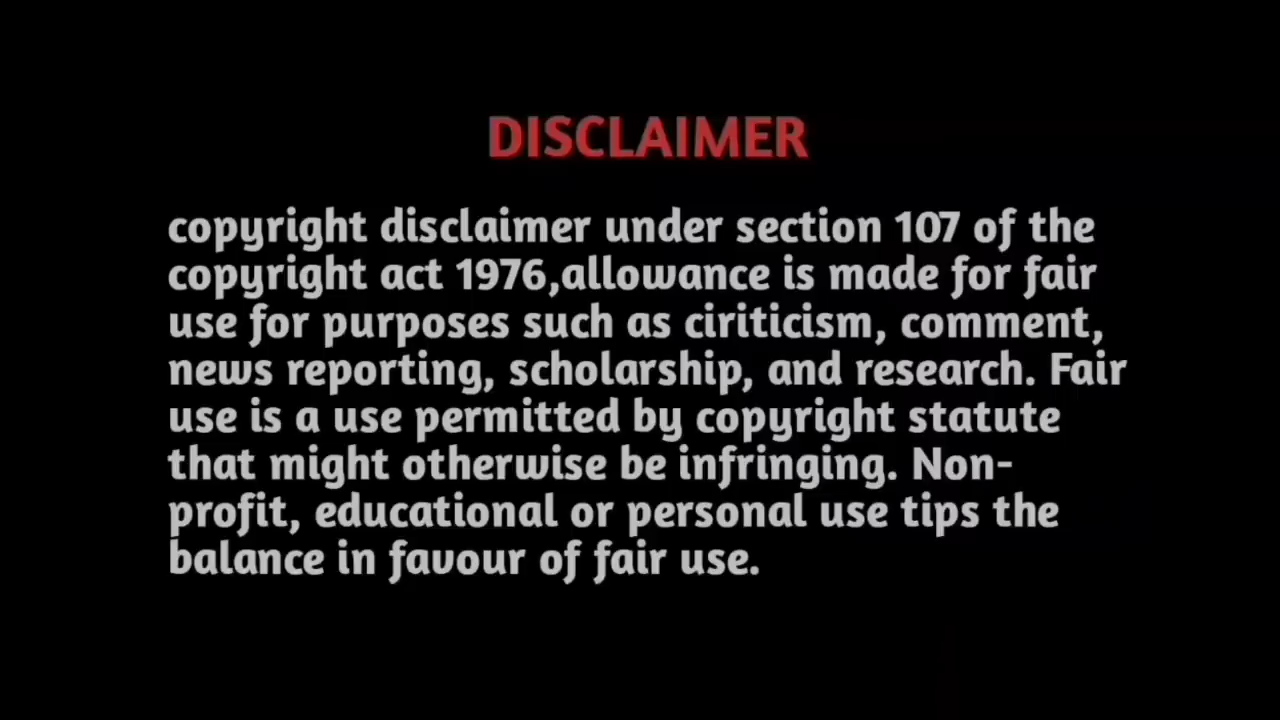 DISCLAIMER
copyright disclaimer under section 107 of the
copyright act 1976,allowance is made for fair
use for purposes such as ciriticism, comment,
news reporting, scholarship, and research. Fair
use is a use permitted by copyright statute
that might otherwise be infringing. Non-
profit, educational or personal use tips the
balance in favour of fair use.